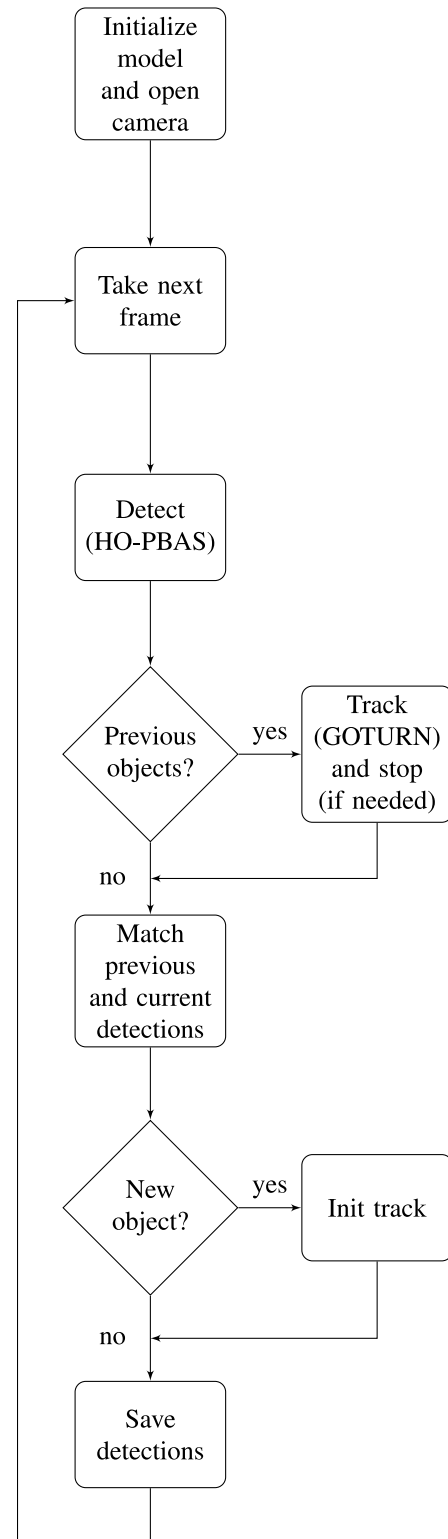 Initialize
model
and open
camera
Take next
frame
Detect
(HO-PBAS)
Previous
objects?
yes
Track
(GOTURN)
and stop
(if needed)
no
Match
previous
and current
detections
New
object?
yes
Init track
no
Save
detections